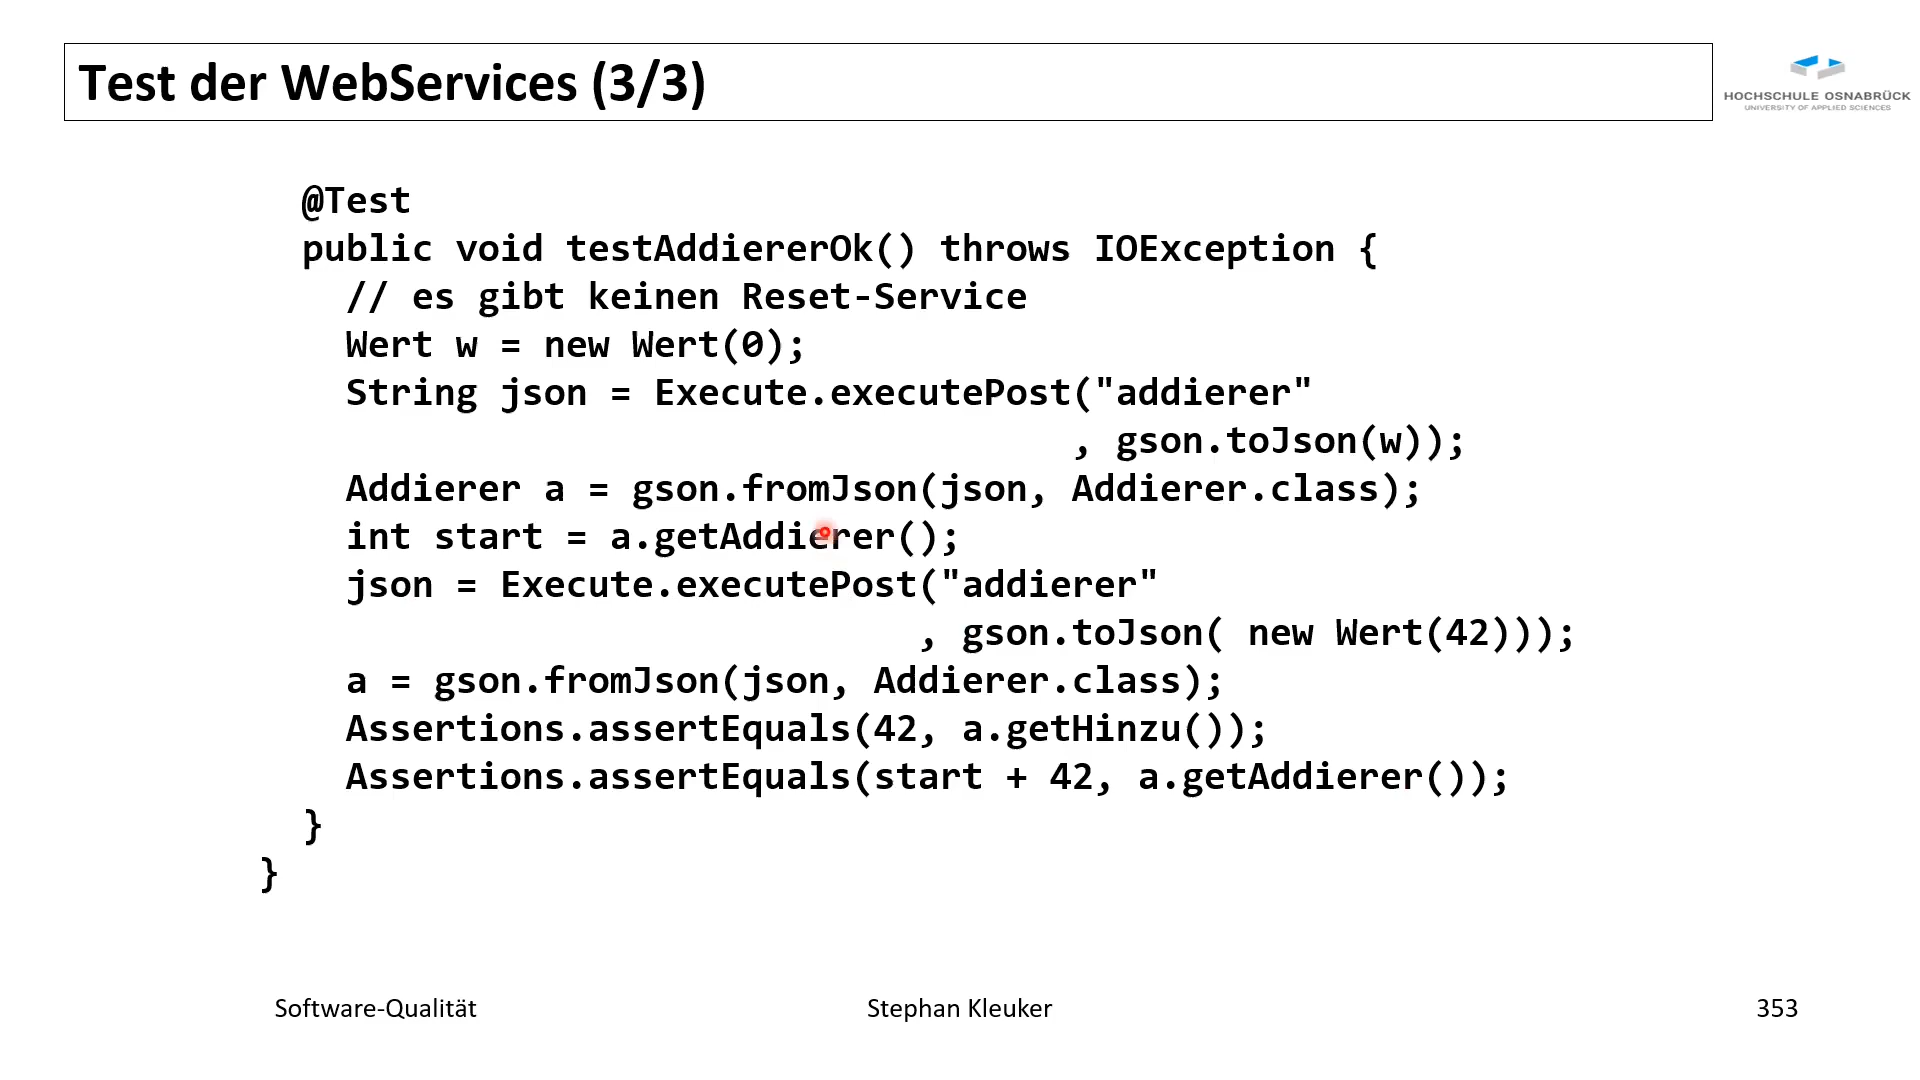 Test der WebServices (3/3)
HOCHSCHULE OSNABRÜCK
UNIVERSITY OF APPLIED SCIENCES
@Test
public void testAddiererOk() throws IOException {
// es gibt keinen Reset-Service
Wert w = new Wert(0);
String json = Execute.executePost("addierer"
, gson.toJson(w));
Addierer a = gson.fromJson(json, Addierer.class);
int start = a.getAddierer();
json = Execute.executePost("addierer"
, gson.toJson( new Wert(42)));
a = gson.fromJson(json, Addierer.class);
Assertions.assertEquals(42, a.getHinzu());
Assertions.assertEquals(start + 42, a.getAddierer());
}
}
Software-Qualität
Stephan Kleuker
353